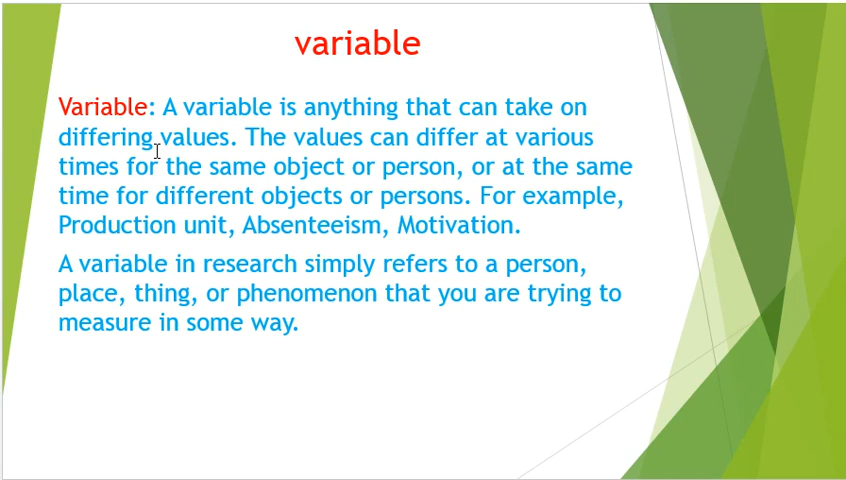 variable
Variable: A variable is anything that can take on
differing values. The values can differ at various
times for the same object or person, or at the same
time for different objects or persons. For example,
Production unit, Absenteeism, Motivation.
A variable in research simply refers to a person,
place, thing, or phenomenon that you are trying to
measure in some way.